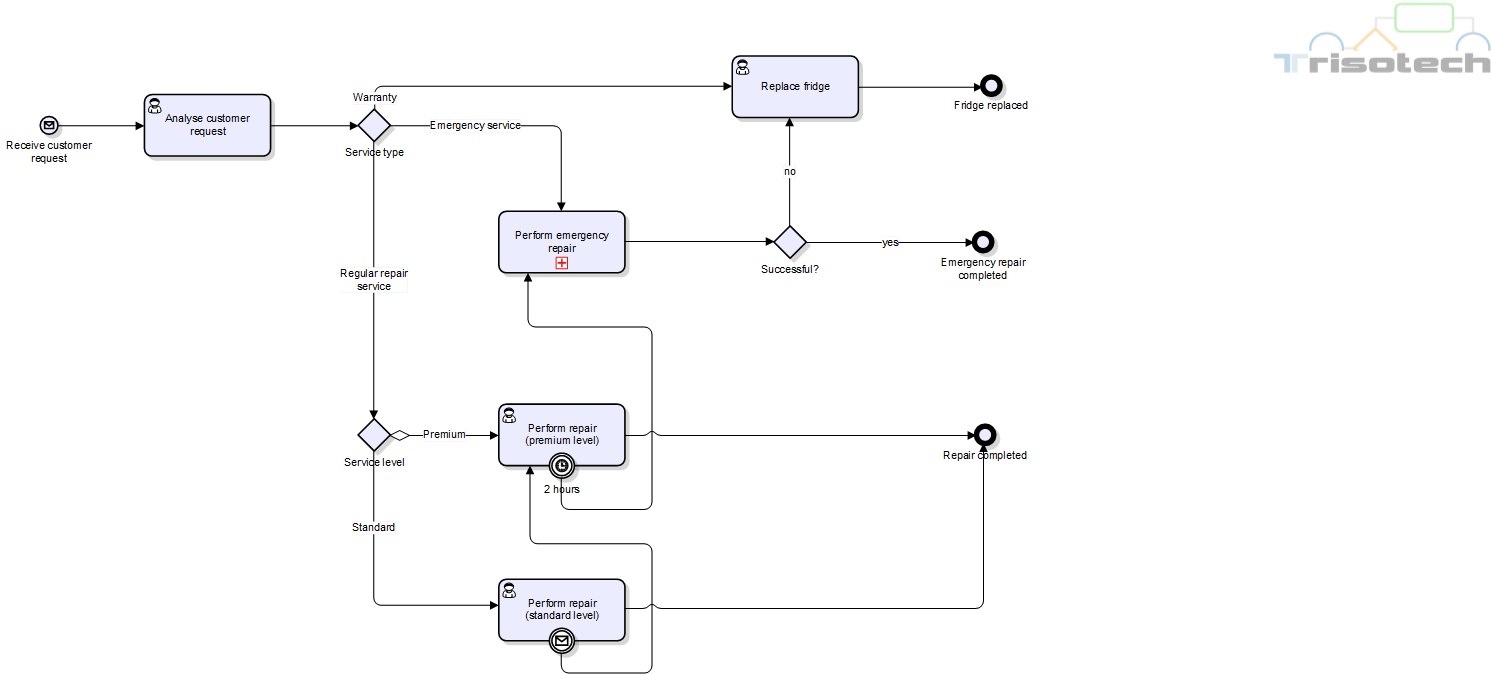 Trisotech
Warranty
Replace fridge
Fridge replaced
Analyse customer
request
Emergency service
Receive customer
request
Service type
no
Perform emergency
repair
yes
Successful?
Emergency repair
completed
Regular repair
service
Perform repair
(premium level)
Premium
Service level
Repair completed
2 hours
Standard
Perform repair
(standard level)